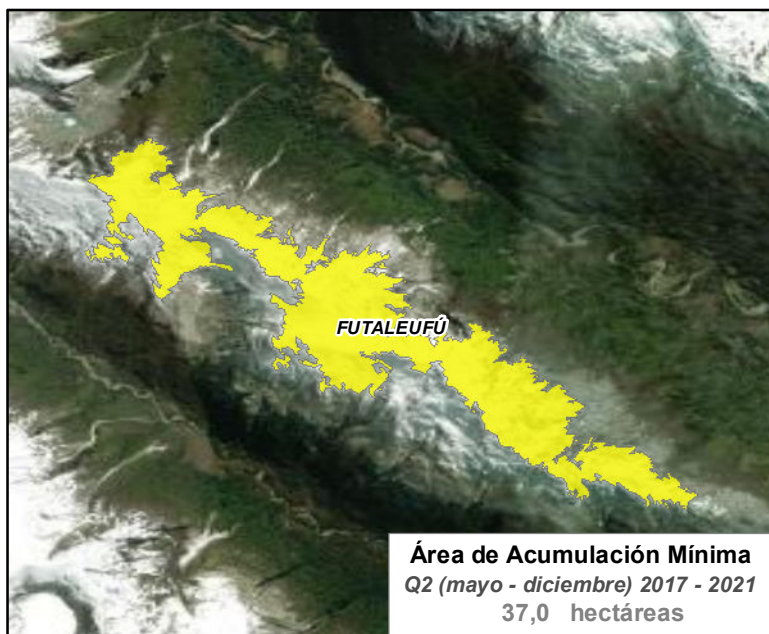 FUTALEUFÚ
Área de Acumulación Mínima
Q2 (mayo - diciembre) 2017 - 2021
37,0 hectáreas